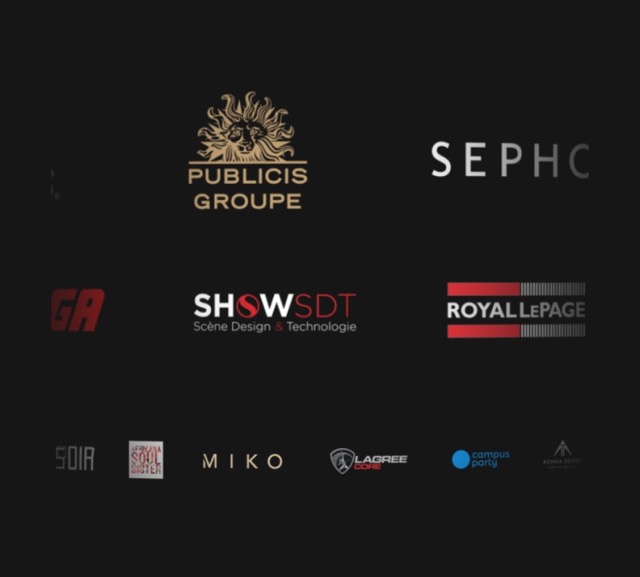 PUBLICIS
GROUPE
SEPHO
GA
SHOWSDT
Scène Design & Technologie
ROYAL LEPAGE
SOIR
SOUL
SISTER
MIKO
LAGREE
CORE
campus
party